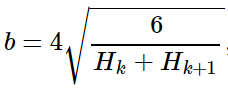 b = 4\sqrt{\frac{6}{H_k + H_{k+1}}},